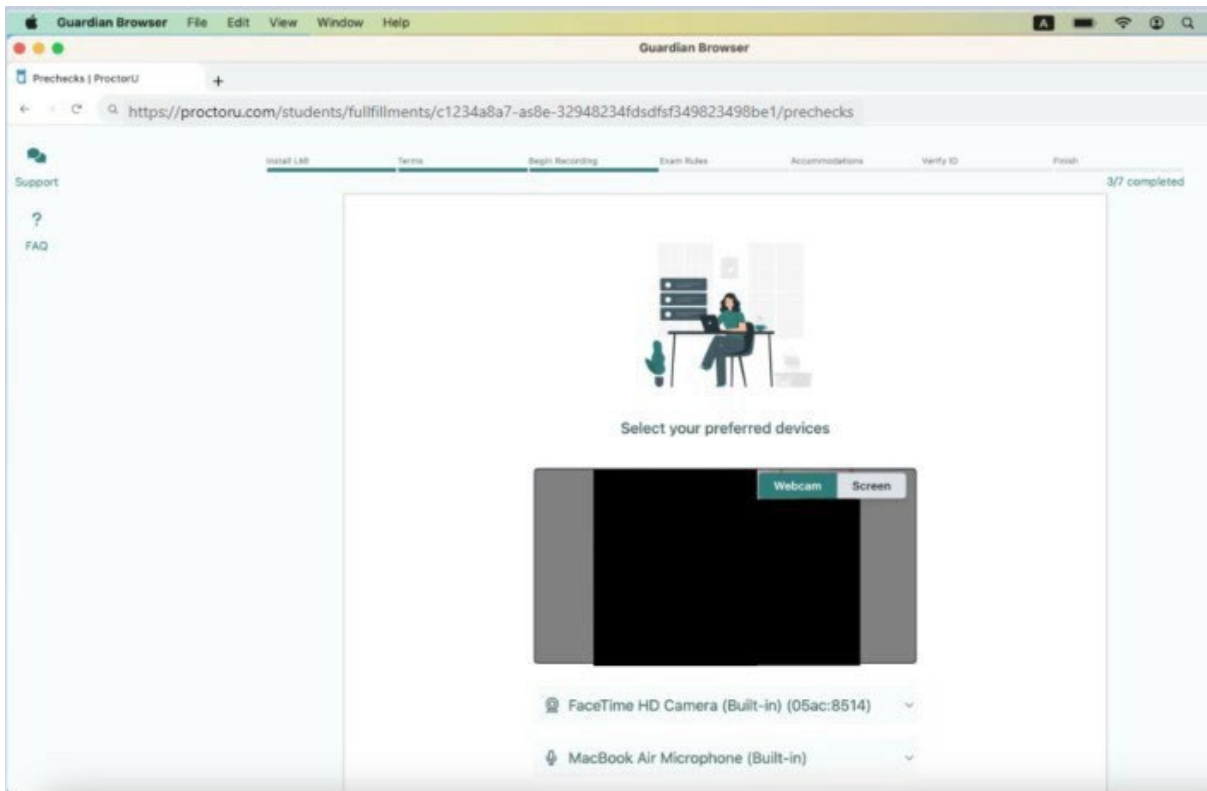 Guardian Browser File Edit View Window Help A
Guardian Browser
Prechecks | ProctorU +
https://proctoru.com/students/fullfillments/c1234a8a7-as8e-32948234fdsdfsf349823498be1/prechecks
Install LMI Terms Begin Recording Exam Rules Accommodations Verify ID Finish
3/7 completed
Support
?
FAQ
Select your preferred devices
Webcam Screen
FaceTime HD Camera (Built-in) (05ac:8514)
MacBook Air Microphone (Built-in)